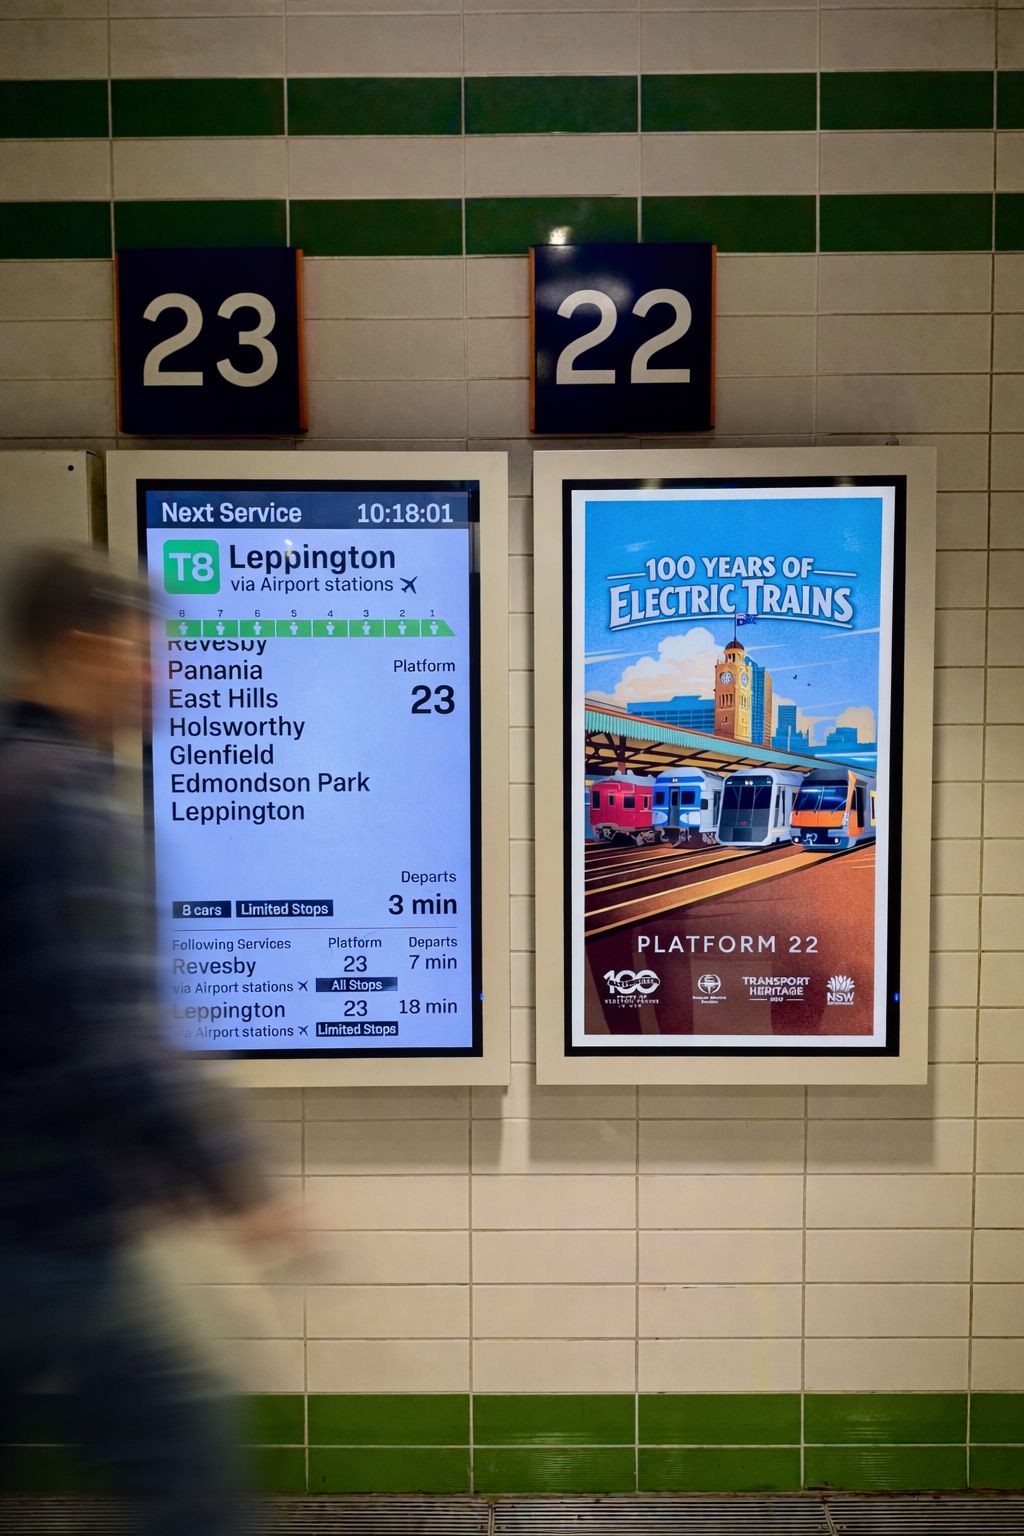 23
22
Next Service 10:18:01
T8 Leppington
via Airport stations
8 7 6 5 4 3 2 1
Revesby
Panania
Platform
East Hills
23
Holsworthy
Glenfield
Edmondson Park
Leppington
Departs
8 cars Limited Stops 3 min
Following Services Platform Departs
Revesby 23 7 min
via Airport stations All Stops
Leppington 23 18 min
via Airport stations Limited Stops
100 YEARS OF
ELECTRIC TRAINS
PLATFORM 22
100
TRANSPORT
HERITAGE
NSW
NSW